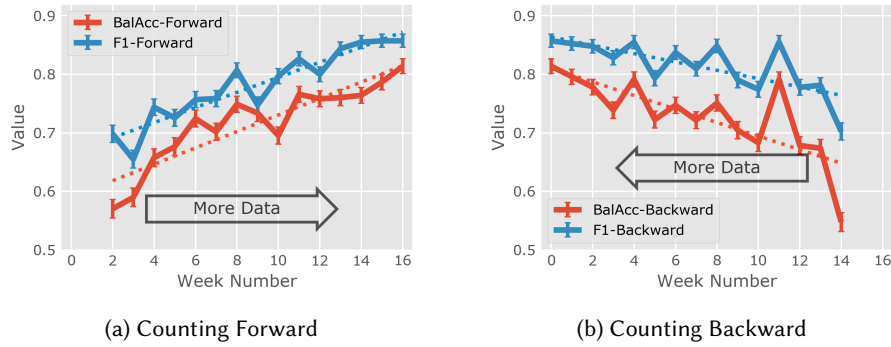 0.9
0.8
0.7
0.6
0.5
Value
BalAcc-Forward
F1-Forward
More Data
0 2 4 6 8 10 12 14 16
Week Number
(a) Counting Forward
0.9
0.8
0.7
0.6
0.5
Value
More Data
BalAcc-Backward
F1-Backward
0 2 4 6 8 10 12 14 16
Week Number
(b) Counting Backward